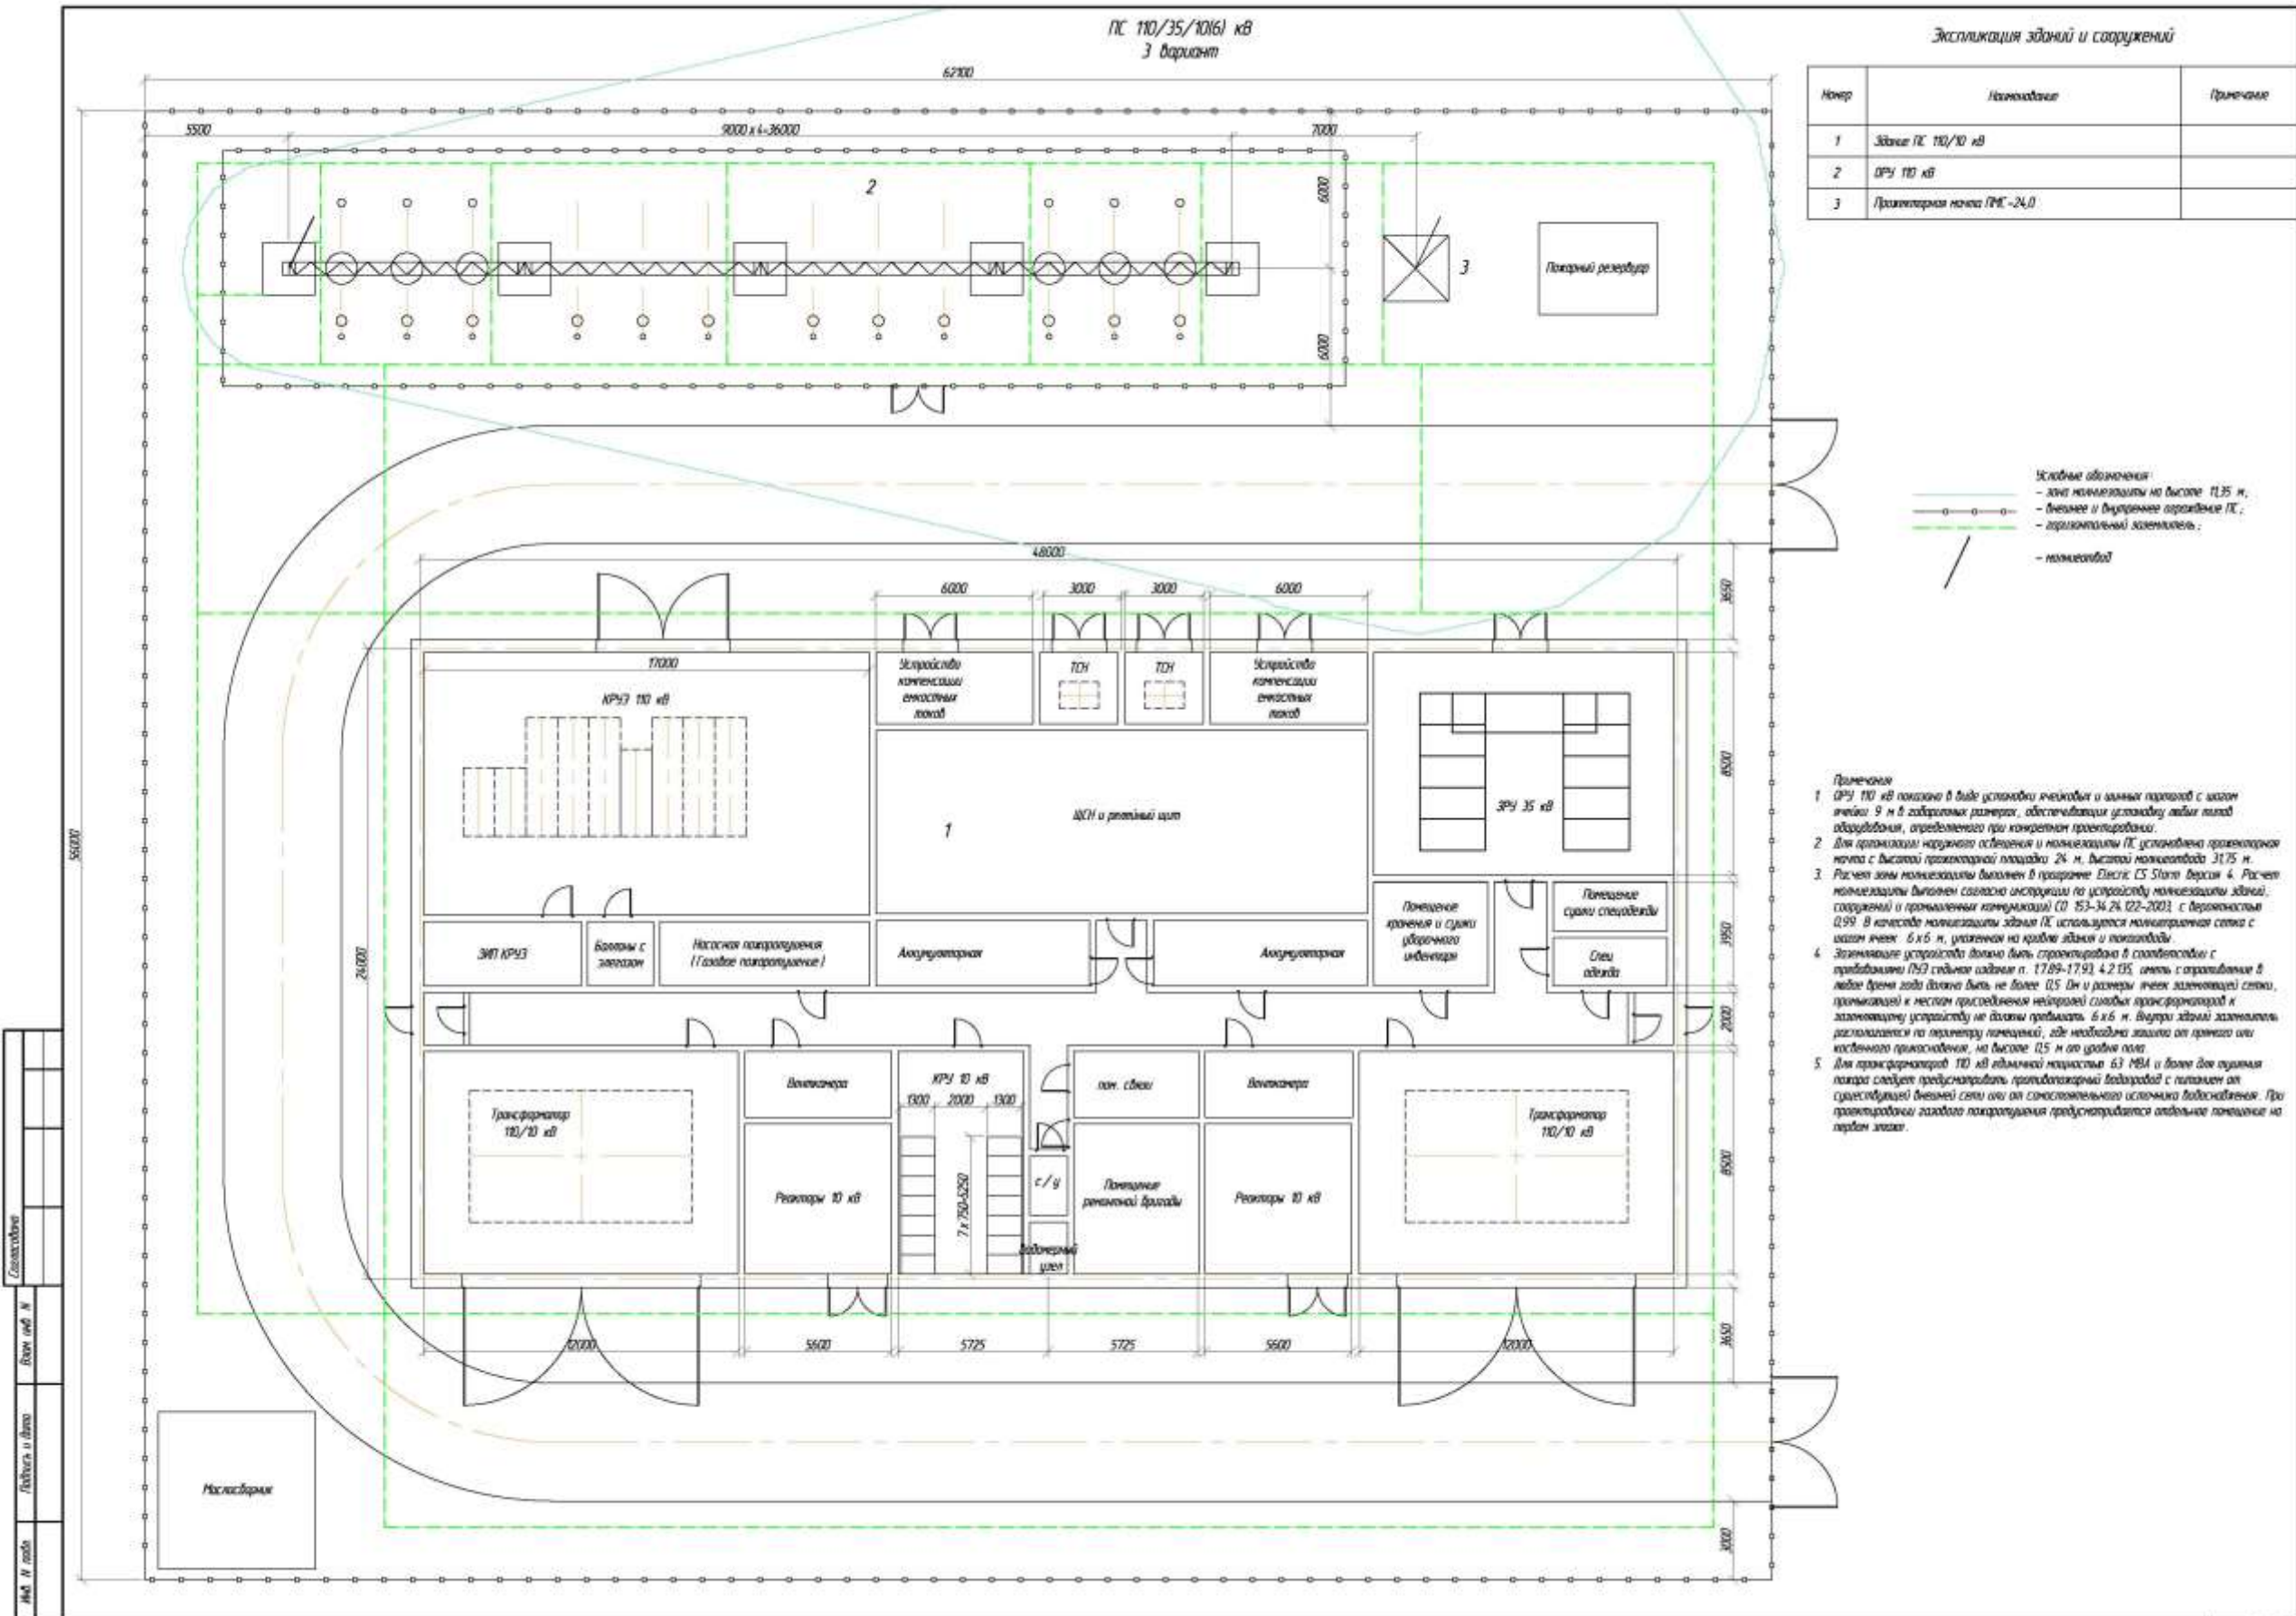 ПС 110/35/10(6) кВ
3 Вариант
62100
5500
9000 x 4=36000
7000
2
6000
6000
3
Пожарный резервуар
56000
48000
6000
3000
3000
6000
3650
17000
КРУЭ 110 кВ
Устройства
компенсации
емкостных
токов
ТСН
ТСН
Устройства
компенсации
емкостных
токов
1
ЩСН и релейный щит
ЗРУ 35 кВ
8500
24000
ЗИП КРУЭ
Баллоны с
элегазом
Насосная пожаротушения
(Газовое пожаротушение)
Аккумуляторная
Аккумуляторная
Помещение
хранения и сушки
уборочного
инвентаря
Помещение
сушки спецодежды
Спец
одежда
3950
2000
Трансформатор
110/10 кВ
Венткамера
КРУ 10 кВ
1300
2000
1300
пом. связи
Венткамера
Трансформатор
110/10 кВ
Реакторы 10 кВ
7 x 750=5250
с/у
Водомерный
узел
Помещение
ремонтной бригады
Реакторы 10 кВ
8500
12000
5600
5725
5725
5600
12000
3650
Маслосборник
3000
Экспликация зданий и сооружений
Номер
Наименование
Примечание
1
Здание ПС 110/10 кВ
2
ОРУ 110 кВ
3
Прожекторная мачта ПМС-24,0
Условные обозначения:
- зона молниезащиты на высоте 11,35 м;
- внешнее и внутреннее ограждение ПС;
- горизонтальный заземлитель;
- молниеотвод
Примечания
1 ОРУ 110 кВ показано в виде установки ячейковых и шинных порталов с шагом
ячейки 9 м в габаритных размерах, обеспечивающих установку любых типов
оборудования, определяемого при конкретном проектировании.
2 Для организации наружного освещения и молниезащиты ПС установлена прожекторная
мачта с высотой прожекторной площадки 24 м, высотой молниеотвода 31,75 м.
3. Расчет зоны молниезащиты выполнен в программе Elecric CS Storm Версия 4. Расчет
молниезащиты выполнен согласно инструкции по устройству молниезащиты зданий,
сооружений и промышленных коммуникаций СО 153-34.24.122-2003, с вероятностью
0,99. В качестве молниезащиты здания ПС используется молниеприемная сетка с
шагом ячеек 6х6 м, уложенная на кровлю здания и токоотводы.
4. Заземляющее устройство должно быть спроектировано в соответствии с
требованиями ПУЭ седьмое издание п. 1.7.89-1.7.93, 4.2.135, иметь сопротивление в
любое время года должно быть не более 0,5 Ом и размеры ячеек заземляющей сетки,
примыкающей к местам присоединения нейтралей силовых трансформаторов к
заземляющему устройству не должны превышать 6х6 м. Внутри зданий заземлитель
располагается по периметру помещений, где необходима защита от прямого или
косвенного прикосновения, на высоте 0,5 м от уровня пола.
5. Для трансформаторов 110 кВ единичной мощностью 63 МВА и более для тушения
пожара следует предусматривать противопожарный водопровод с питанием от
существующей внешней сети или от самостоятельного источника водоснабжения. При
проектировании газового пожаротушения предусматривается отдельное помещение на
первом этаже.
Согласовано
Взам. инв. N
Подпись и дата
Инв. N подл.